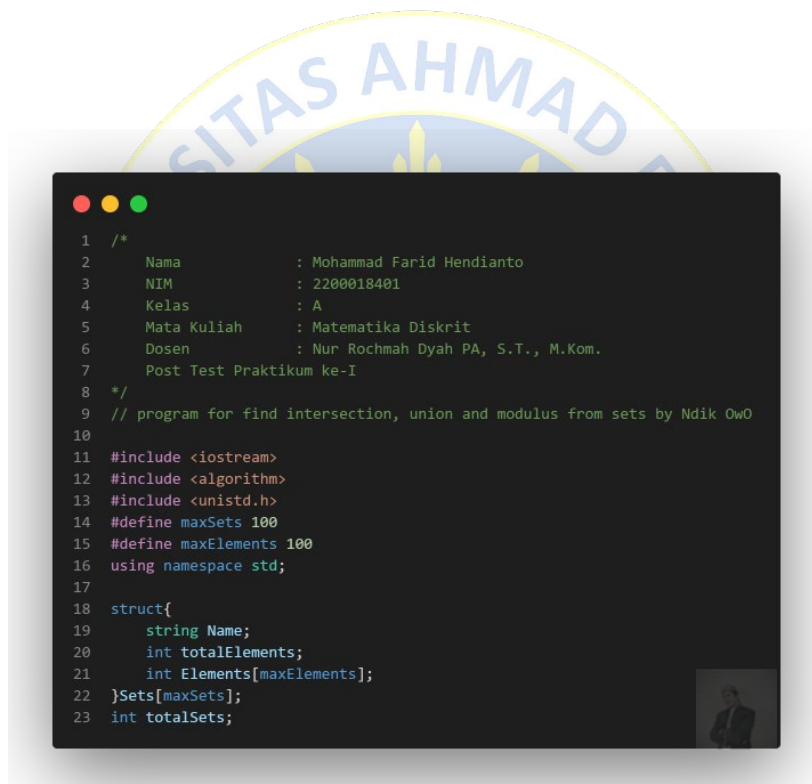 SITAS AHMAD
1 /*
2 Nama : Mohammad Farid Hendianto
3 NIM : 2200018401
4 Kelas : A
5 Mata Kuliah : Matematika Diskrit
6 Dosen : Nur Rochmah Dyah PA, S.T., M.Kom.
7 Post Test Praktikum ke-I
8 */
9 // program for find intersection, union and modulus from sets by Ndik OwO
10
11 #include <iostream>
12 #include <algorithm>
13 #include <unistd.h>
14 #define maxSets 100
15 #define maxElements 100
16 using namespace std;
17
18 struct{
19 string Name;
20 int totalElements;
21 int Elements[maxElements];
22 }Sets[maxSets];
23 int totalSets;